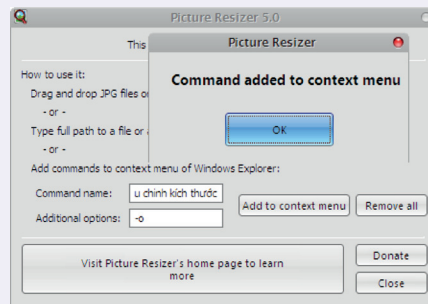 Picture Resizer 5.0
This
Picture Resizer
Command added to context menu
OK
How to use it:
Drag and drop JPG files
- or -
Type full path to a file or
- or -
Add commands to context menu of Windows Explorer:
Command name: u chỉnh kích thước
Additional options: -o
Add to context menu
Remove all
Visit Picture Resizer's home page to learn
more
Donate
Close